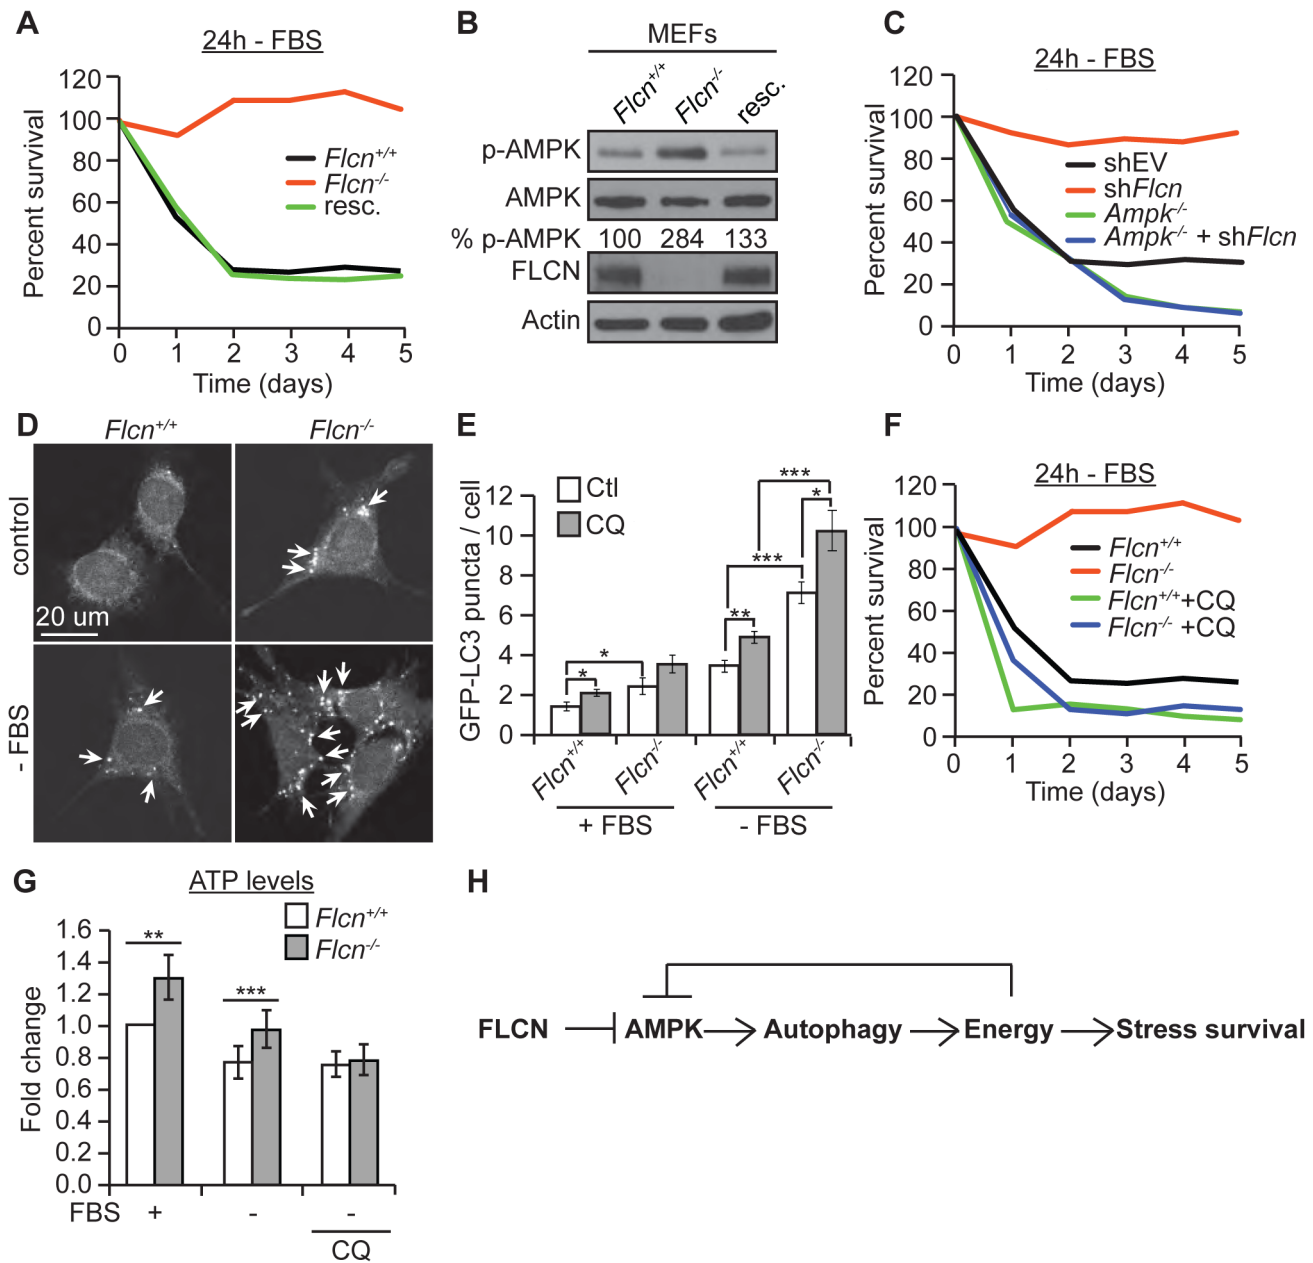 A
24h - FBS
120
100
80
60
40
20
0
Percent survival
Flcn+/+
Flcn-/-
resc.
0 1 2 3 4 5
Time (days)
B
MEFs
Flcn+/+ Flcn-/- resc.
p-AMPK
AMPK
% p-AMPK 100 284 133
FLCN
Actin
C
24h - FBS
120
100
80
60
40
20
0
Percent survival
shEV
shFlcn
Ampk-/-
Ampk-/- + shFlcn
0 1 2 3 4 5
Time (days)
D
Flcn+/+ Flcn-/-
control
20 um
- FBS
E
Ctl
CQ
12
10
8
6
4
2
0
GFP-LC3 puncta / cell
* * * ** *** *** *
Flcn+/+ Flcn-/- Flcn+/+ Flcn-/-
+ FBS - FBS
F
24h - FBS
120
100
80
60
40
20
0
Percent survival
Flcn+/+
Flcn-/-
Flcn+/++CQ
Flcn-/- +CQ
0 1 2 3 4 5
Time (days)
G
ATP levels
Flcn+/+
Flcn-/-
1.6
1.4
1.2
1.0
0.8
0.6
0.4
0.2
0.0
Fold change
** ***
FBS + - -
CQ
H
FLCN AMPK Autophagy Energy Stress survival